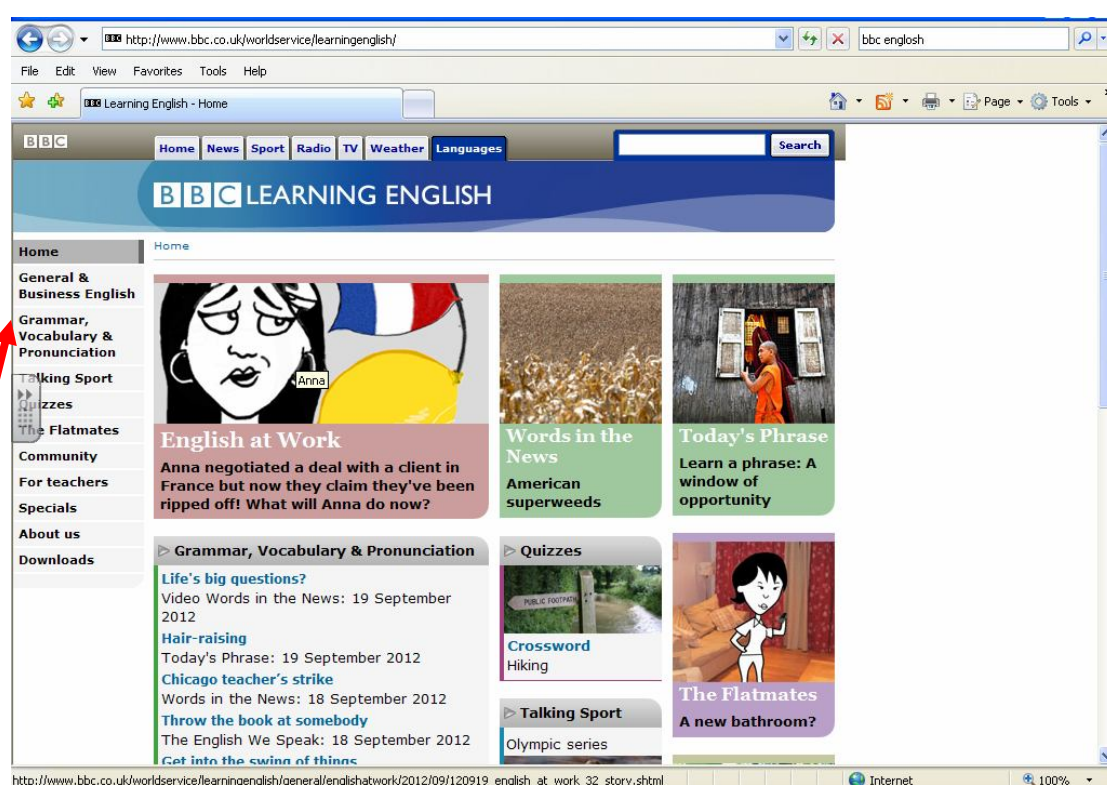 http://www.bbc.co.uk/worldservice/learningenglish/
bbc englosh
File Edit View Favorites Tools Help
BBC Learning English - Home
Page Tools
BBC
Home News Sport Radio TV Weather Languages
Search
BBC LEARNING ENGLISH
Home
General &
Business English
Grammar,
Vocabulary &
Pronunciation
Talking Sport
Quizzes
The Flatmates
Community
For teachers
Specials
About us
Downloads
Home
Anna
English at Work
Anna negotiated a deal with a client in
France but now they claim they've been
ripped off! What will Anna do now?
Words in the
News
American
superweeds
Today's Phrase
Learn a phrase: A
window of
opportunity
Grammar, Vocabulary & Pronunciation
Life's big questions?
Video Words in the News: 19 September
2012
Hair-raising
Today's Phrase: 19 September 2012
Chicago teacher's strike
Words in the News: 18 September 2012
Throw the book at somebody
The English We Speak: 18 September 2012
Get into the swing of things
Quizzes
PUBLIC FOOTPATH
Crossword
Hiking
Talking Sport
Olympic series
The Flatmates
A new bathroom?
http://www.bbc.co.uk/worldservice/learningenglish/general/englishatwork/2012/09/120919_english_at_work_32_story.shtml
Internet
100%